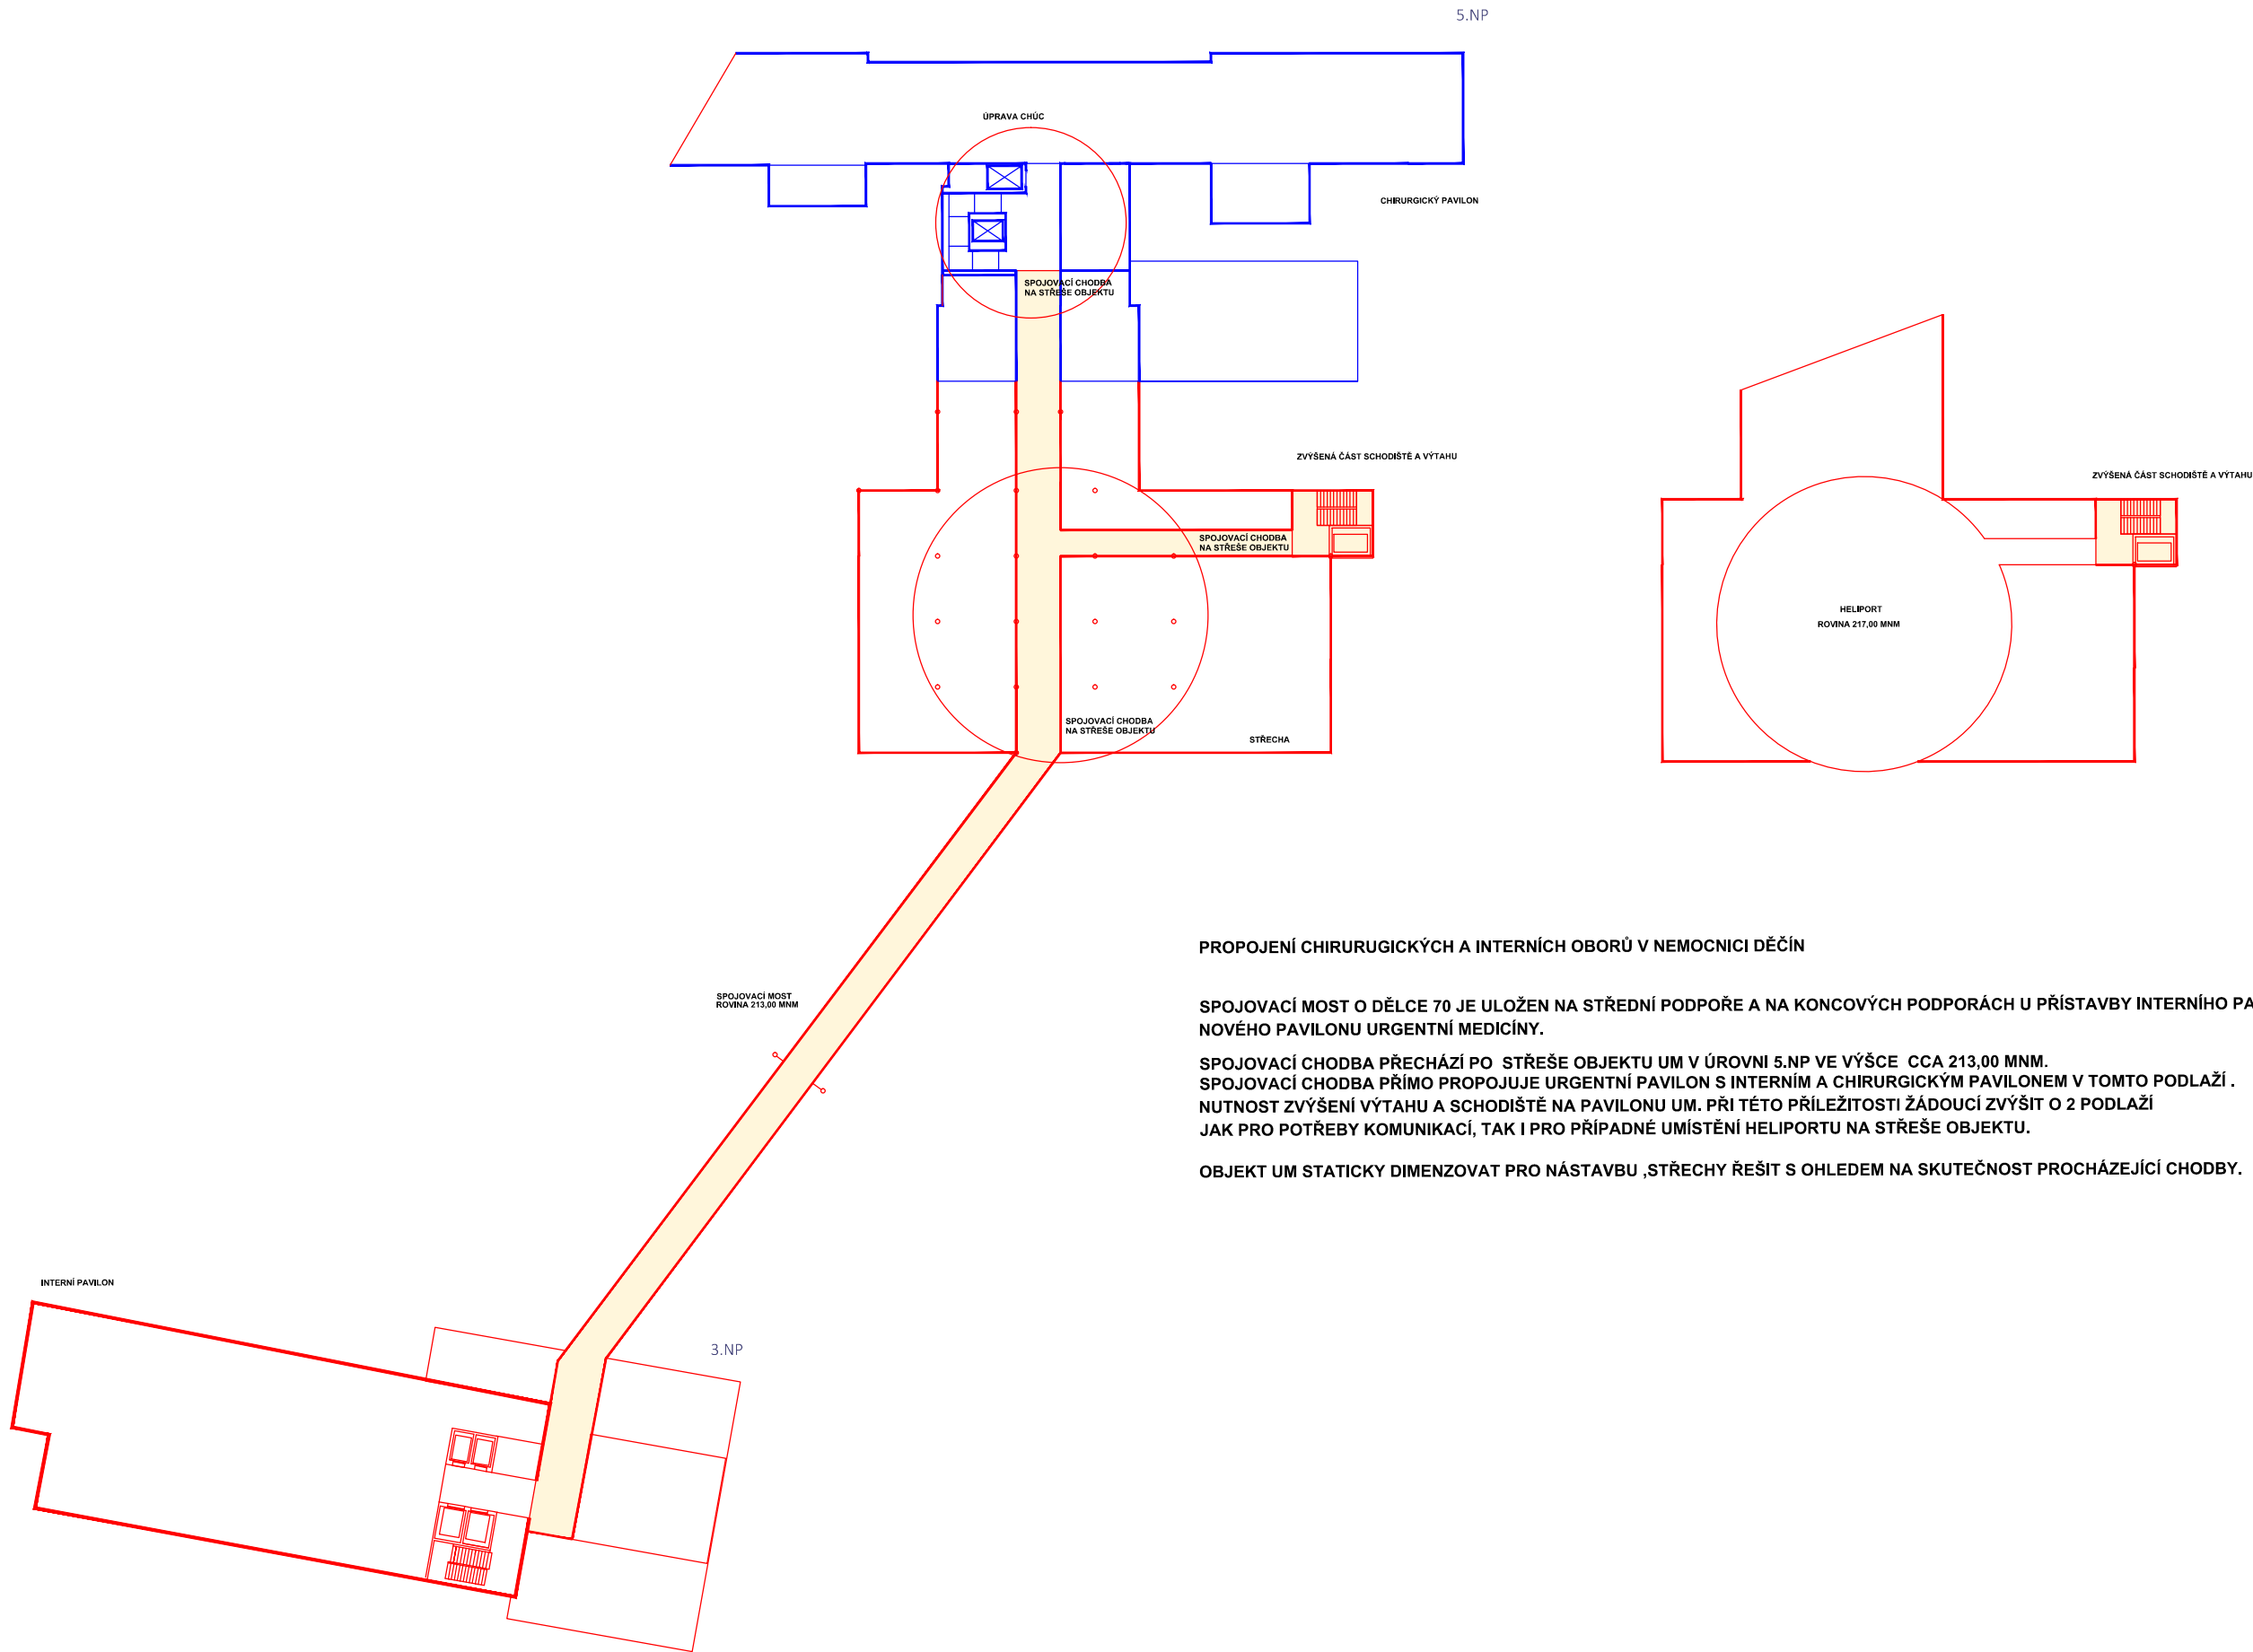 5.NP
ÚPRAVA CHÚC
CHIRURGICKÝ PAVILON
SPOJOVACÍ CHODBA
NA STŘEŠE OBJEKTU
ZVÝŠENÁ ČÁST SCHODIŠTĚ A VÝTAHU
ZVÝŠENÁ ČÁST SCHODIŠTĚ A VÝTAHU
SPOJOVACÍ CHODBA
NA STŘEŠE OBJEKTU
HELIPORT
ROVINA 217,00 MNM
SPOJOVACÍ CHODBA
NA STŘEŠE OBJEKTU
STŘECHA
PROPOJENÍ CHIRURUGICKÝCH A INTERNÍCH OBORŮ V NEMOCNICI DĚČÍN
SPOJOVACÍ MOST
ROVINA 213,00 MNM
SPOJOVACÍ MOST O DĚLCE 70 JE ULOŽEN NA STŘEDNÍ PODPOŘE A NA KONCOVÝCH PODPORÁCH U PŘÍSTAVBY INTERNÍHO PA
NOVÉHO PAVILONU URGENTNÍ MEDICÍNY.
SPOJOVACÍ CHODBA PŘECHÁZÍ PO STŘEŠE OBJEKTU UM V ÚROVNI 5.NP VE VÝŠCE CCA 213,00 MNM.
SPOJOVACÍ CHODBA PŘÍMO PROPOJUJE URGENTNÍ PAVILON S INTERNÍM A CHIRURGICKÝM PAVILONEM V TOMTO PODLAŽÍ .
NUTNOST ZVÝŠENÍ VÝTAHU A SCHODIŠTĚ NA PAVILONU UM. PŘI TÉTO PŘÍLEŽITOSTI ŽÁDOUCÍ ZVÝŠIT O 2 PODLAŽÍ
JAK PRO POTŘEBY KOMUNIKACÍ, TAK I PRO PŘÍPADNÉ UMÍSTĚNÍ HELIPORTU NA STŘEŠE OBJEKTU.
OBJEKT UM STATICKY DIMENZOVAT PRO NÁSTAVBU ,STŘECHY ŘEŠIT S OHLEDEM NA SKUTEČNOST PROCHÁZEJÍCÍ CHODBY.
INTERNÍ PAVILON
3.NP